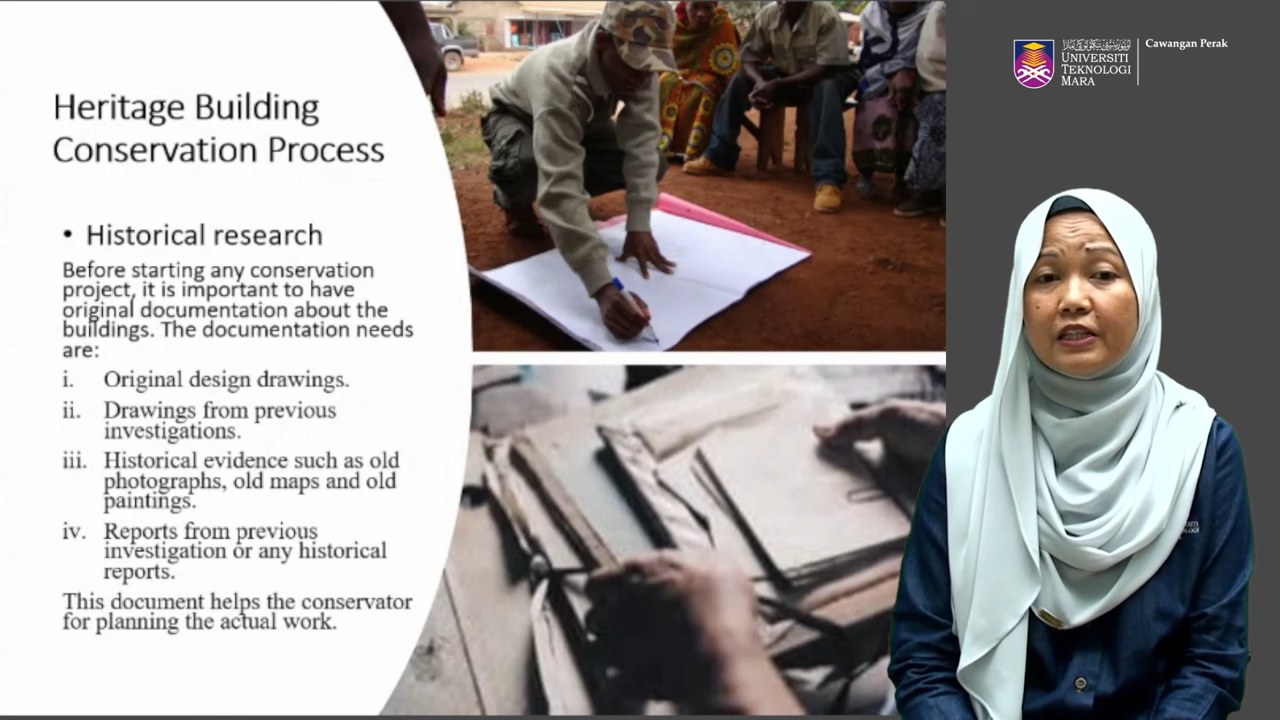 Heritage Building
Conservation Process
• Historical research
Before starting any conservation
project, it is important to have
original documentation about the
buildings. The documentation needs
are:
i. Original design drawings.
ii. Drawings from previous
investigations.
iii. Historical evidence such as old
photographs, old maps and old
paintings.
iv. Reports from previous
investigation or any historical
reports.
This document helps the conservator
for planning the actual work.
UNIVERSITI
TEKNOLOGI
MARA
Cawangan Perak